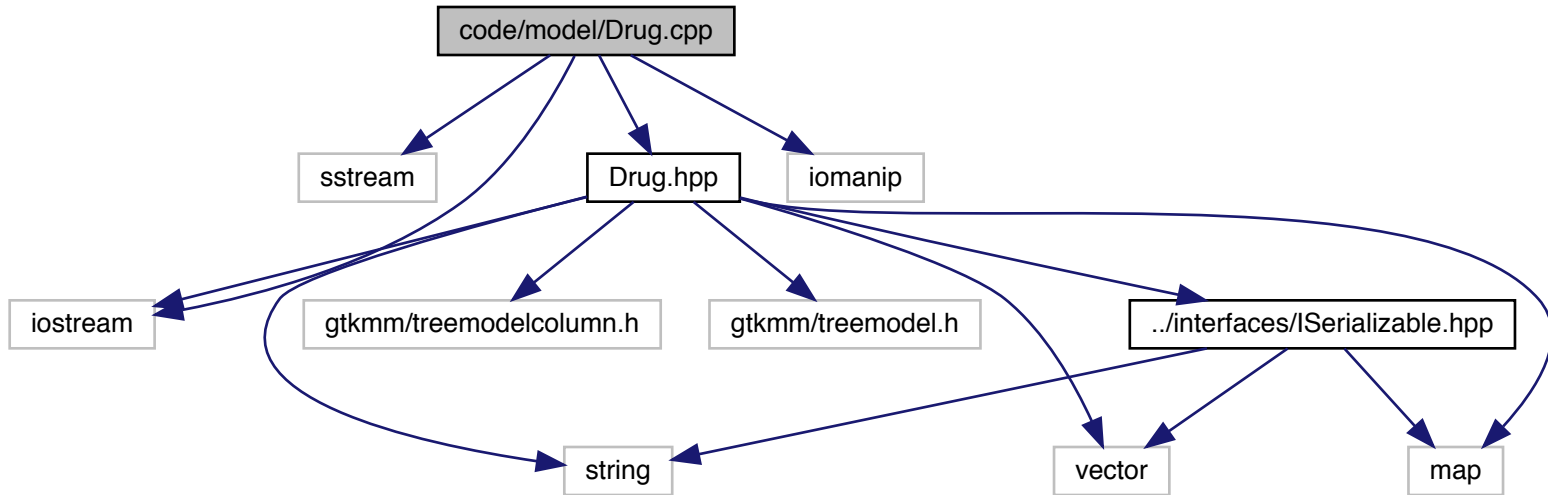 code/model/Drug.cpp
sstream
Drug.hpp
iomanip
iostream
gtkmm/treemodelcolumn.h
gtkmm/treemodel.h
../interfaces/ISerializable.hpp
string
vector
map